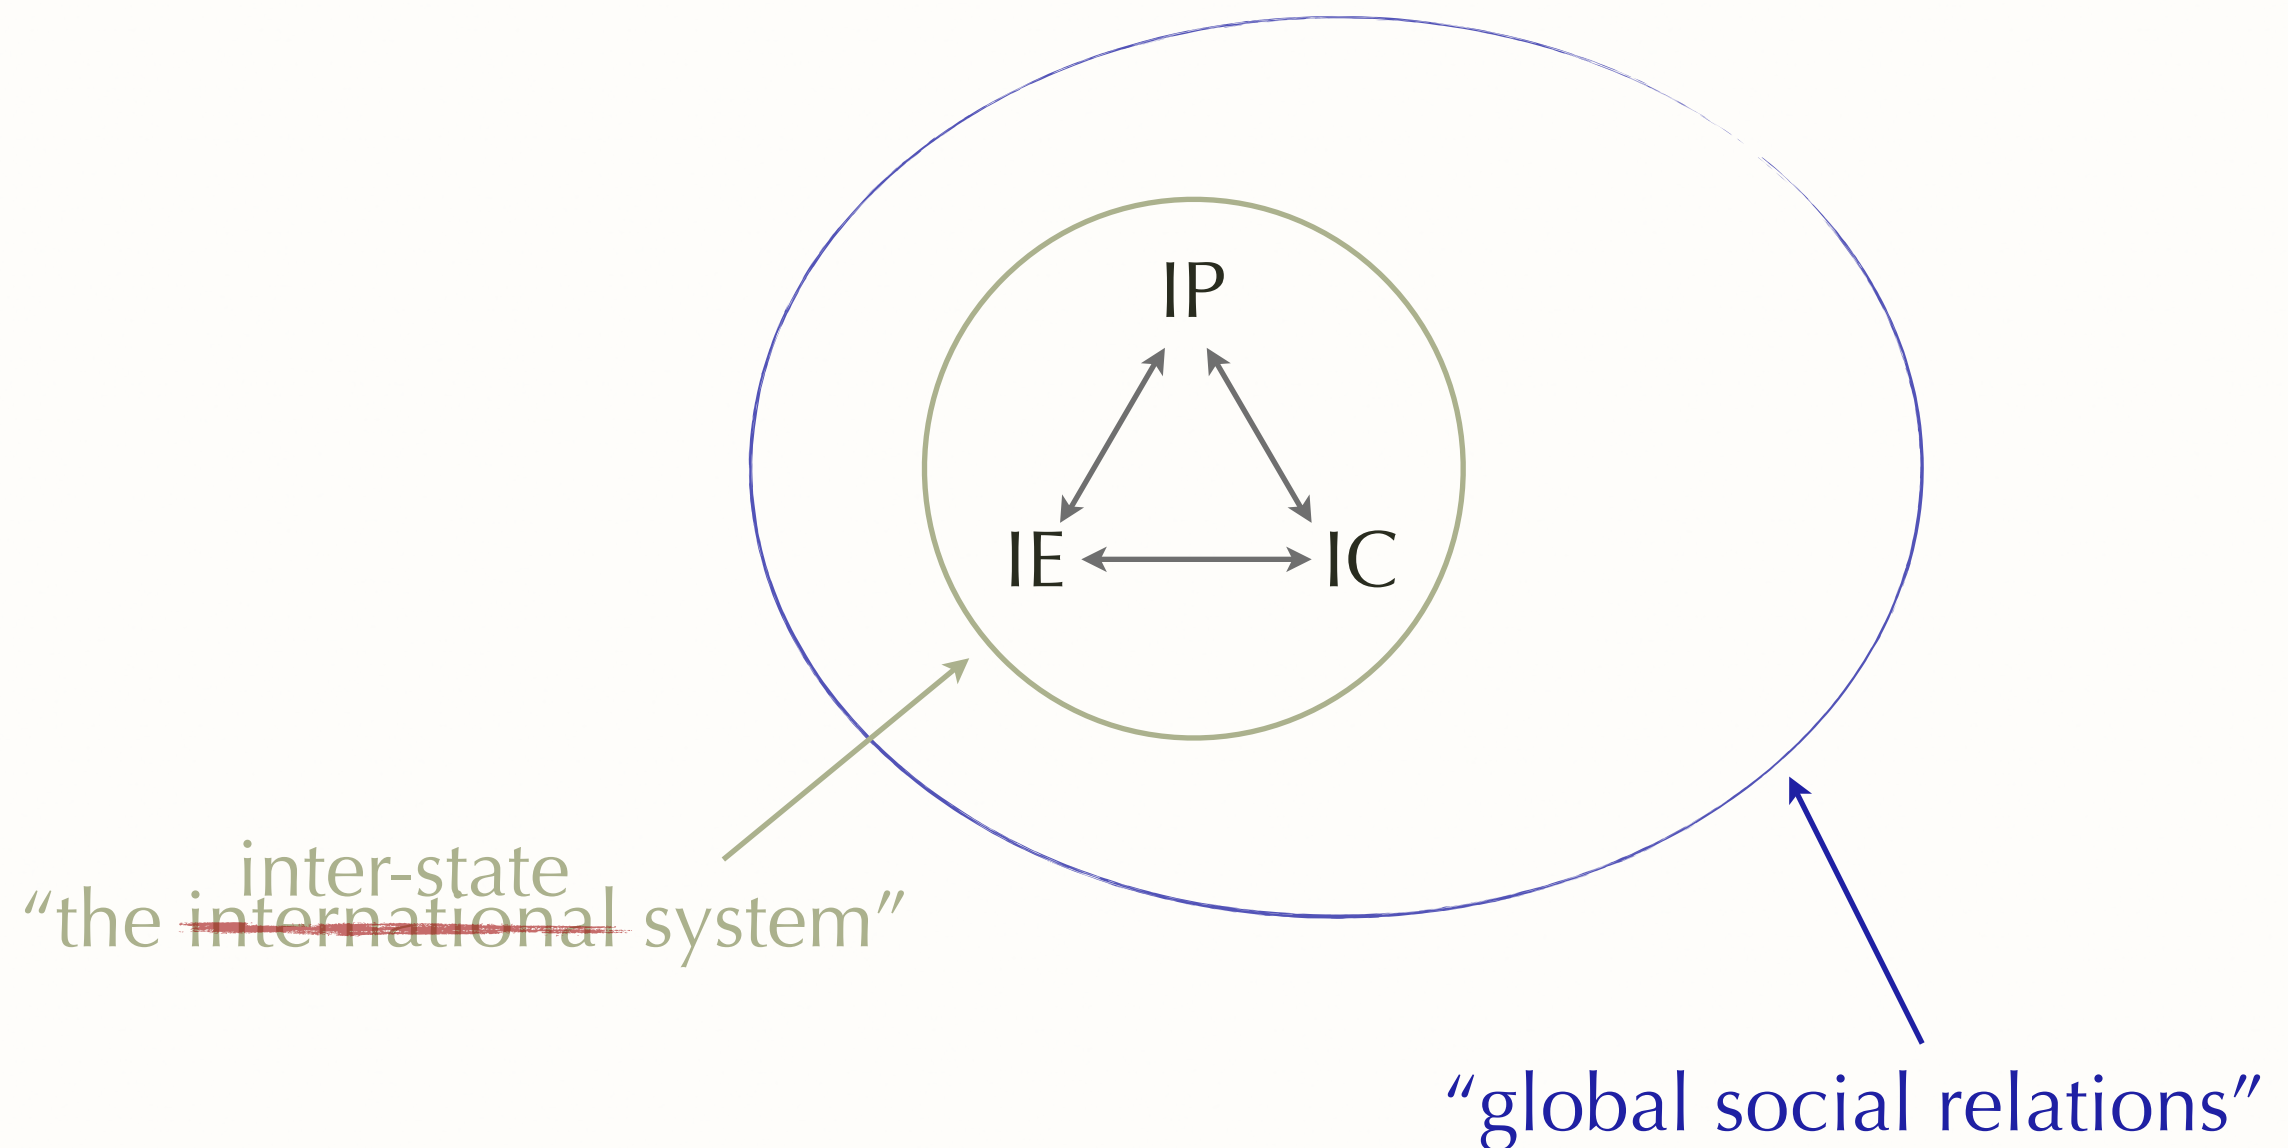 IP
IE IC
inter-state
“the international system”
“global social relations”